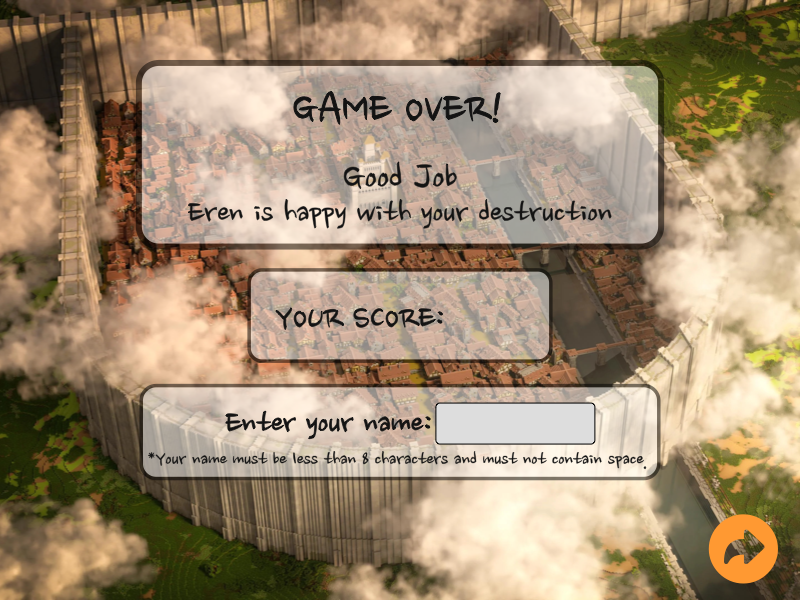 GAME OVER!
Good Job
Eren is happy with your destruction
YOUR SCORE:
Enter your name:
*Your name must be less than 8 characters and must not contain space.